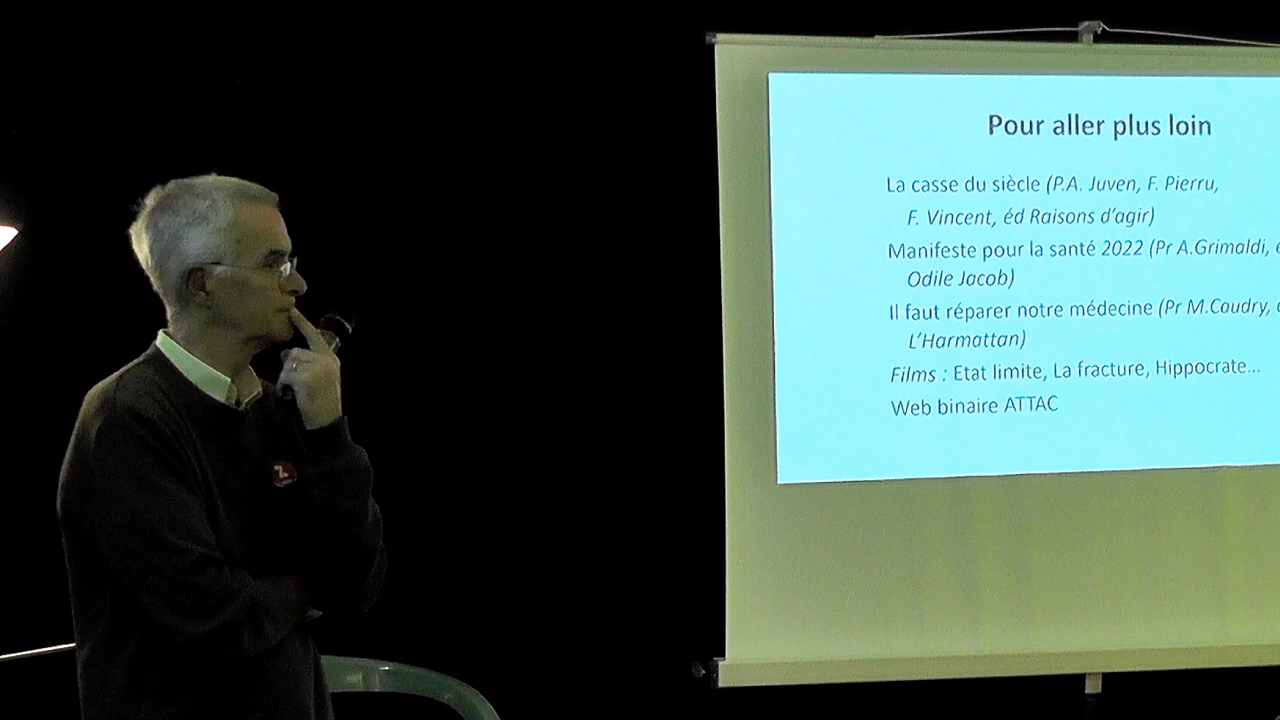 Pour aller plus loin
La casse du siècle (P.A. Juven, F. Pierru,
F. Vincent, éd Raisons d'agir)
Manifeste pour la santé 2022 (Pr A.Grimaldi,
Odile Jacob)
Il faut réparer notre médecine (Pr M.Caudry,
L'Harmattan)
Films : Etat limite, La fracture, Hippocrate...
Web binaire ATTAC